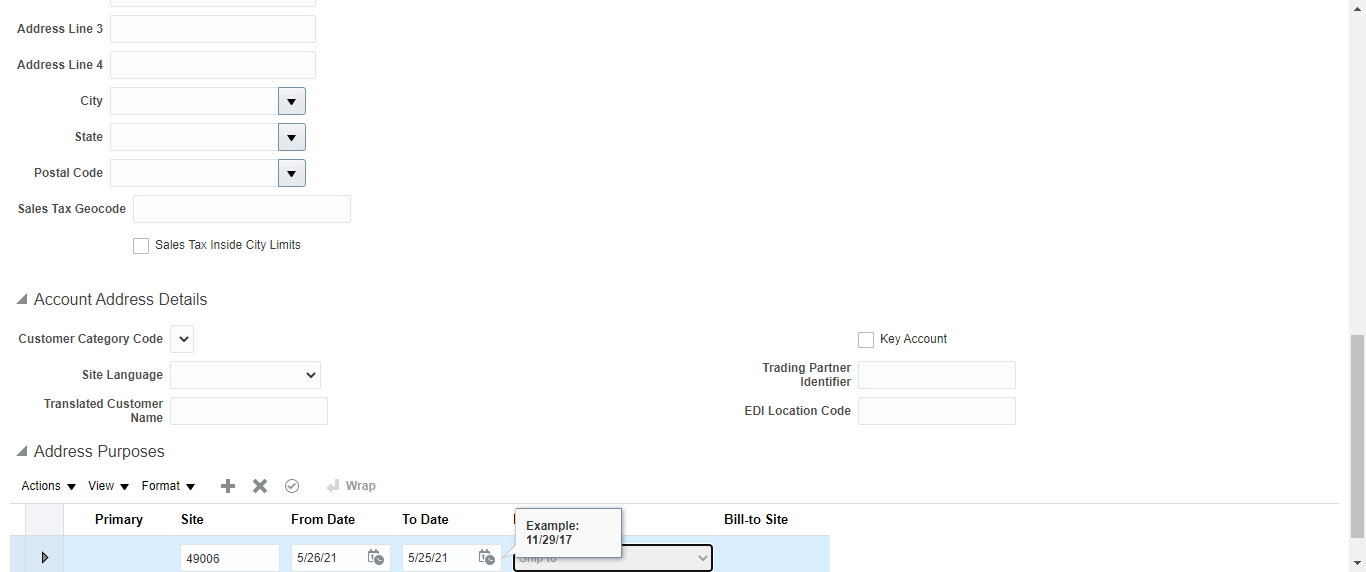 Address Line 3
Address Line 4
City
State
Postal Code
Sales Tax Geocode
Sales Tax Inside City Limits
Account Address Details
Customer Category Code
Key Account
Site Language
Trading Partner
Identifier
Translated Customer
Name
EDI Location Code
Address Purposes
Actions View Format Wrap
Primary Site From Date To Date Bill-to Site
Example:
11/29/17
49006 5/26/21 5/25/21 Ship to